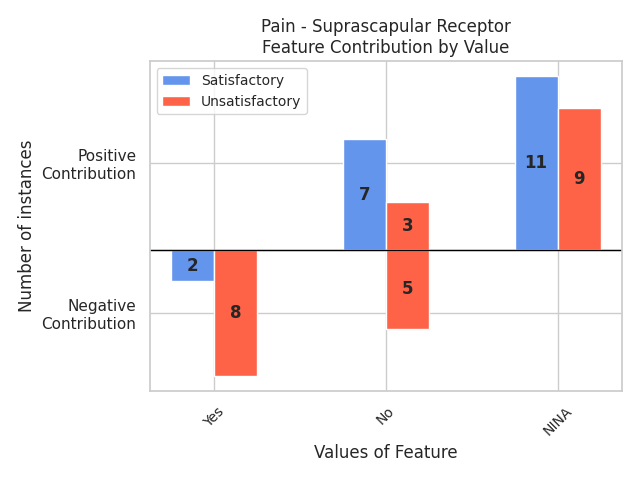 Pain - Suprascapular Receptor
Feature Contribution by Value
Satisfactory
Unsatisfactory
Number of instances
Positive
Contribution
Negative
Contribution
2
8
7
3
5
11
9
Yes
No
NINA
Values of Feature